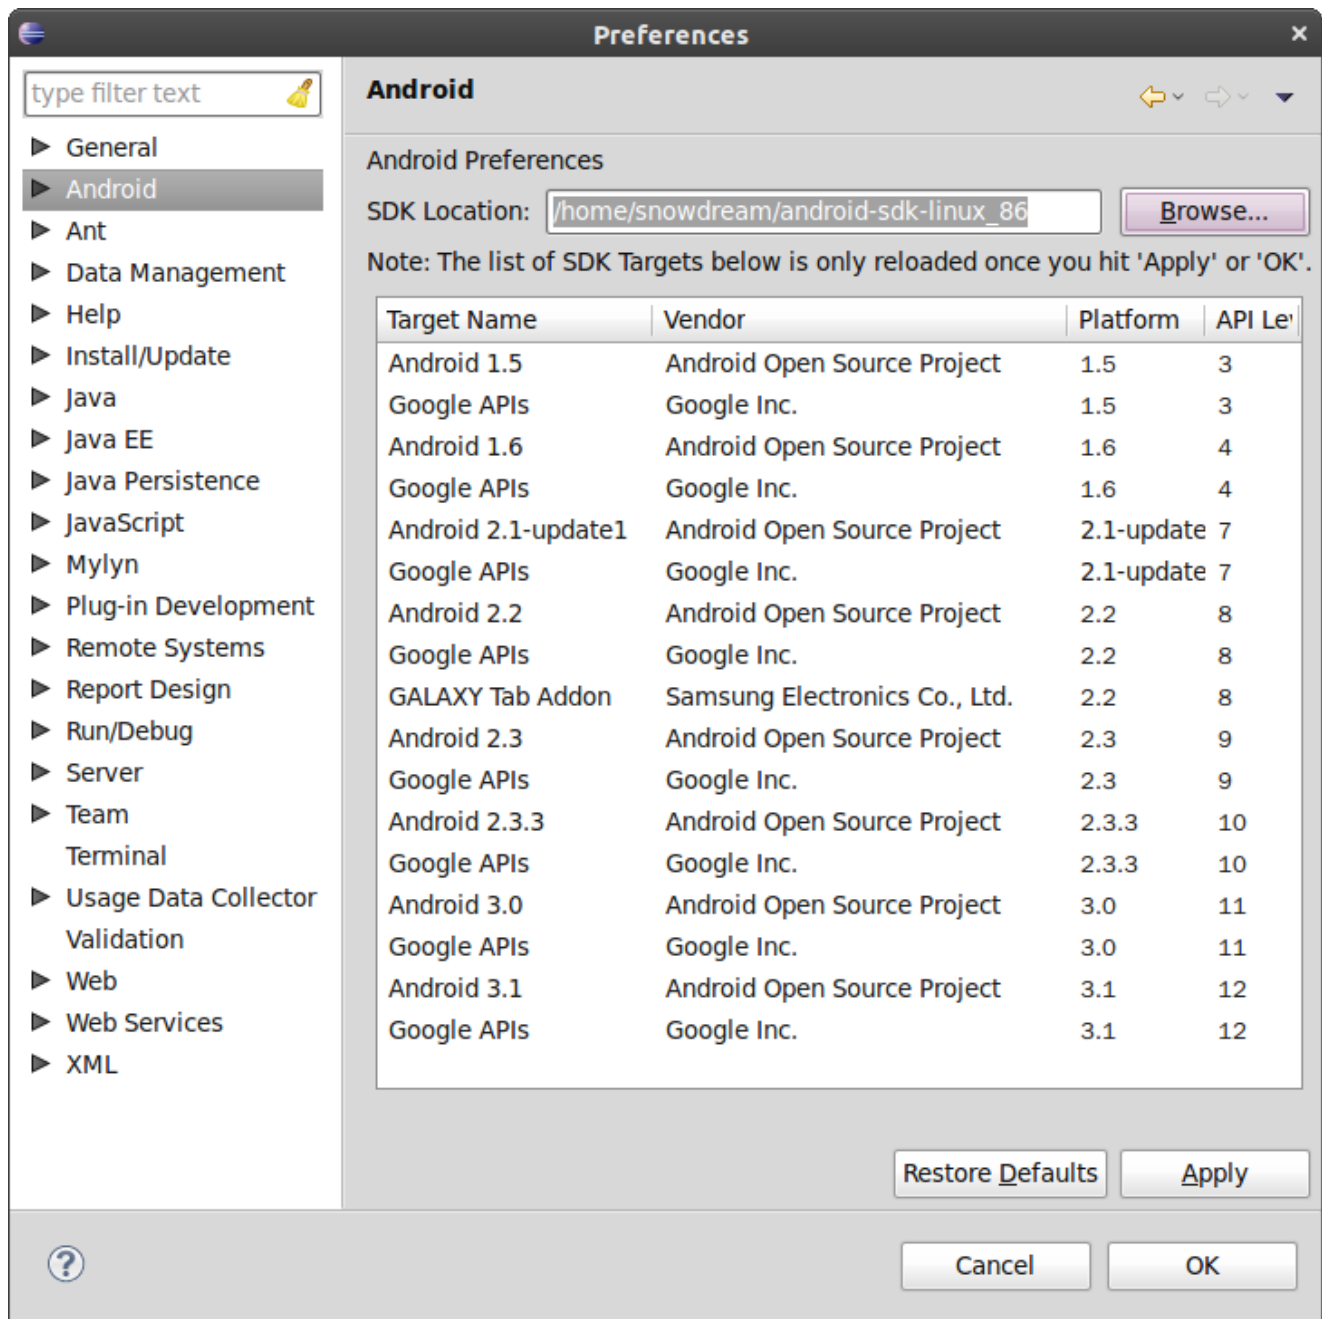 Preferences
type filter text
General
Android
Ant
Data Management
Help
Install/Update
Java
Java EE
Java Persistence
JavaScript
Mylyn
Plug-in Development
Remote Systems
Report Design
Run/Debug
Server
Team
Terminal
Usage Data Collector
Validation
Web
Web Services
XML
Android
Android Preferences
SDK Location: /home/snowdream/android-sdk-linux_86 Browse...
Note: The list of SDK Targets below is only reloaded once you hit 'Apply' or 'OK'.
Target Name Vendor Platform API Lev
Android 1.5 Android Open Source Project 1.5 3
Google APIs Google Inc. 1.5 3
Android 1.6 Android Open Source Project 1.6 4
Google APIs Google Inc. 1.6 4
Android 2.1-update1 Android Open Source Project 2.1-update 7
Google APIs Google Inc. 2.1-update 7
Android 2.2 Android Open Source Project 2.2 8
Google APIs Google Inc. 2.2 8
GALAXY Tab Addon Samsung Electronics Co., Ltd. 2.2 8
Android 2.3 Android Open Source Project 2.3 9
Google APIs Google Inc. 2.3 9
Android 2.3.3 Android Open Source Project 2.3.3 10
Google APIs Google Inc. 2.3.3 10
Android 3.0 Android Open Source Project 3.0 11
Google APIs Google Inc. 3.0 11
Android 3.1 Android Open Source Project 3.1 12
Google APIs Google Inc. 3.1 12
Restore Defaults Apply
Cancel OK